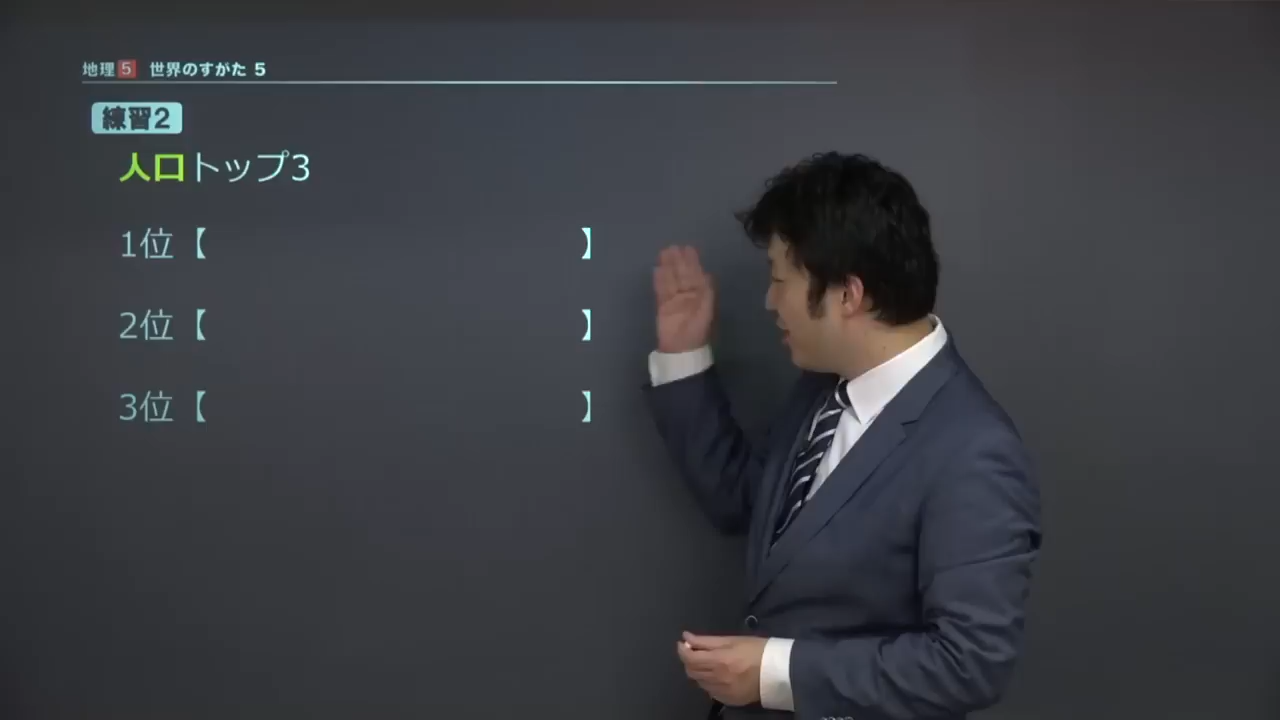 地理5 世界のすがた 5
練習2
人口トップ3
1位【 】
2位【 】
3位【 】